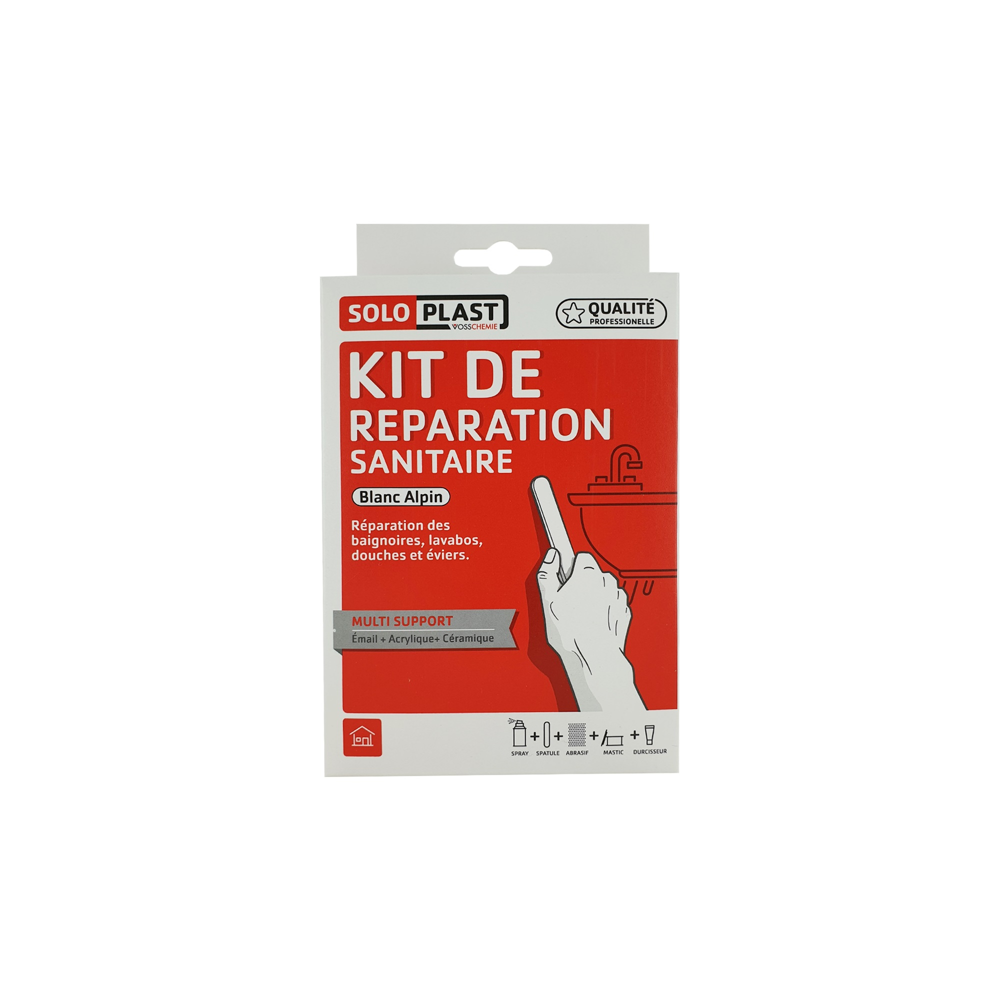 SOLO PLAST
VOSSCHEMIE
QUALITÉ
PROFESSIONELLE
KIT DE
REPARATION
SANITAIRE
Blanc Alpin
Réparation des
baignoires, lavabos,
douches et éviers.
MULTI SUPPORT
Émail + Acrylique+ Céramique
SPRAY + SPATULE + ABRASIF + MASTIC + DURCISSEUR